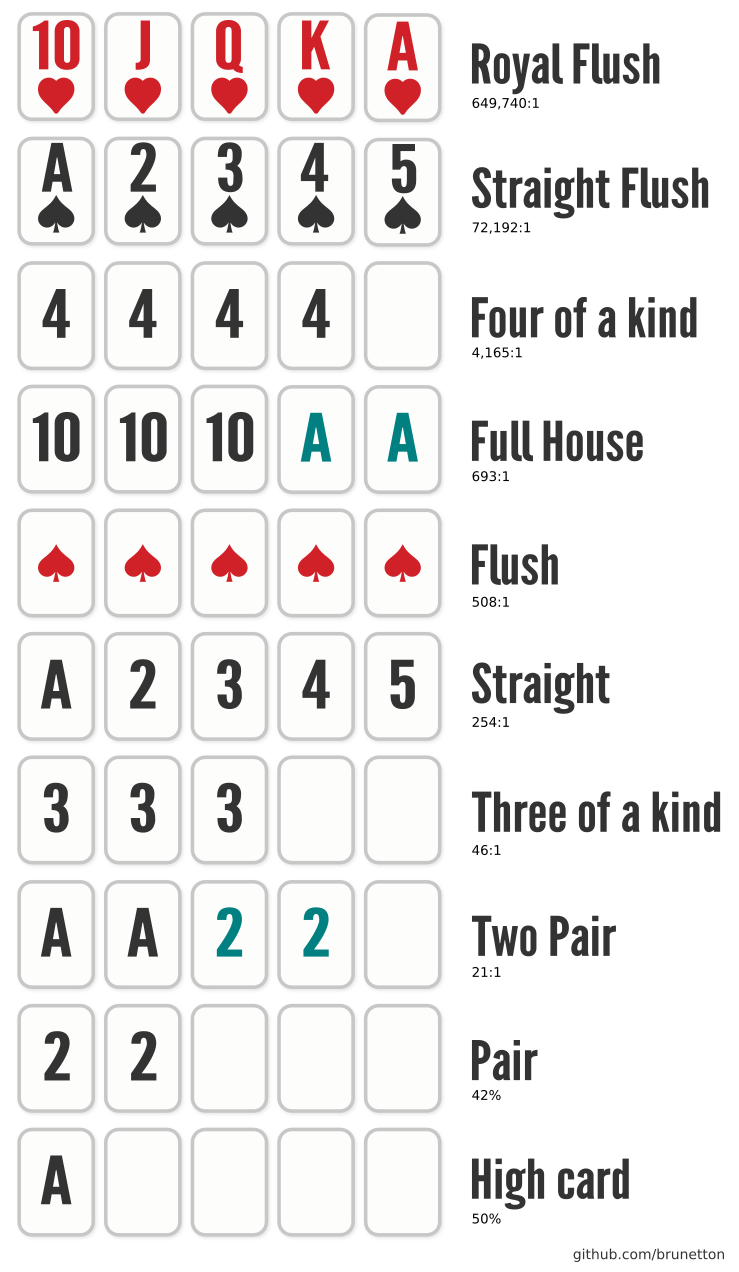 10 J Q K A
Royal Flush
649,740:1
A 2 3 4 5
Straight Flush
72,192:1
4 4 4 4
Four of a kind
4,165:1
10 10 10 A A
Full House
693:1
Flush
508:1
A 2 3 4 5
Straight
254:1
3 3 3
Three of a kind
46:1
A A 2 2
Two Pair
21:1
2 2
Pair
42%
A
High card
50%
github.com/brunetton